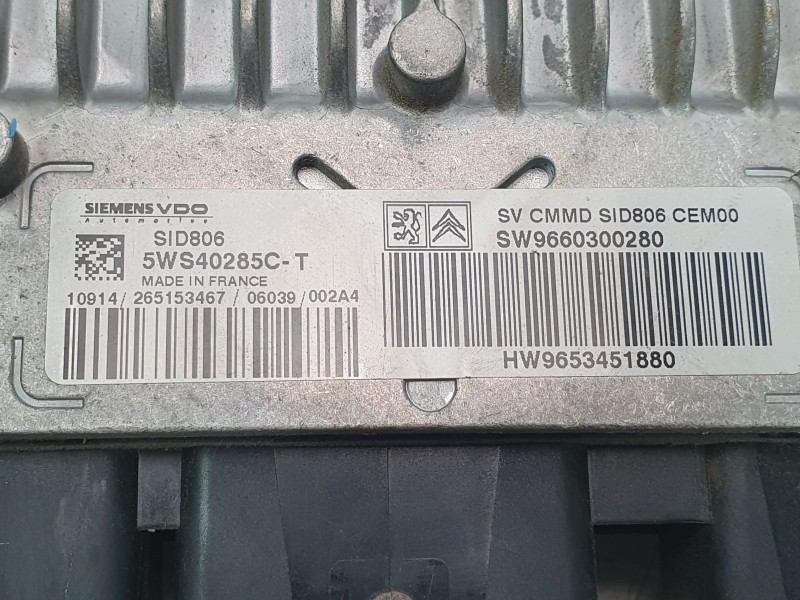 SIEMENS VDO
Automotive
SID806
5WS40285C-T
MADE IN FRANCE
10914 / 265153467 / 06039 / 002A4
SV CMMD SID806 CEM00
SW9660300280
HW9653451880